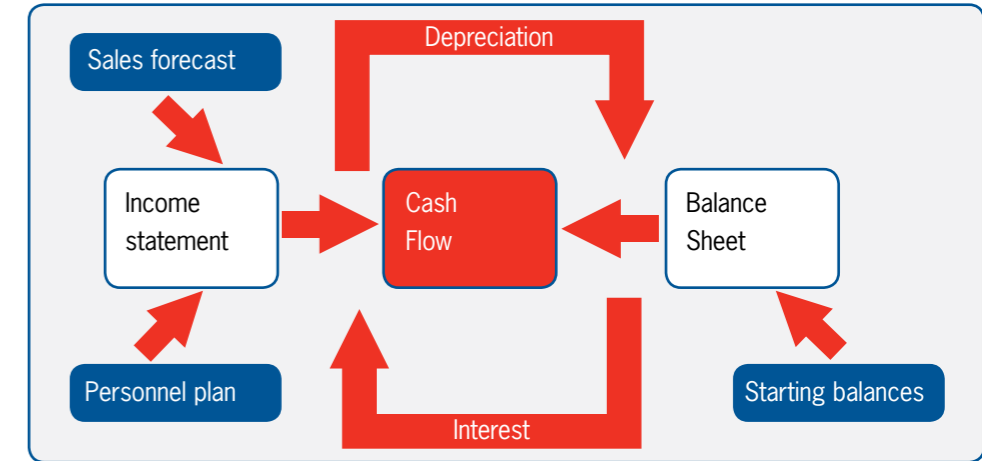 Depreciation
Sales forecast
Income
statement
Cash
Flow
Balance
Sheet
Personnel plan
Starting balances
Interest